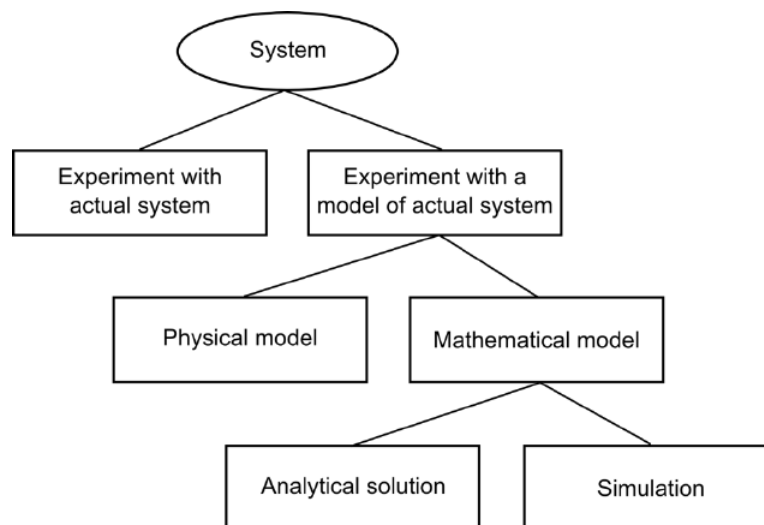 System
Experiment with
actual system
Experiment with a
model of actual system
Physical model
Mathematical model
Analytical solution
Simulation